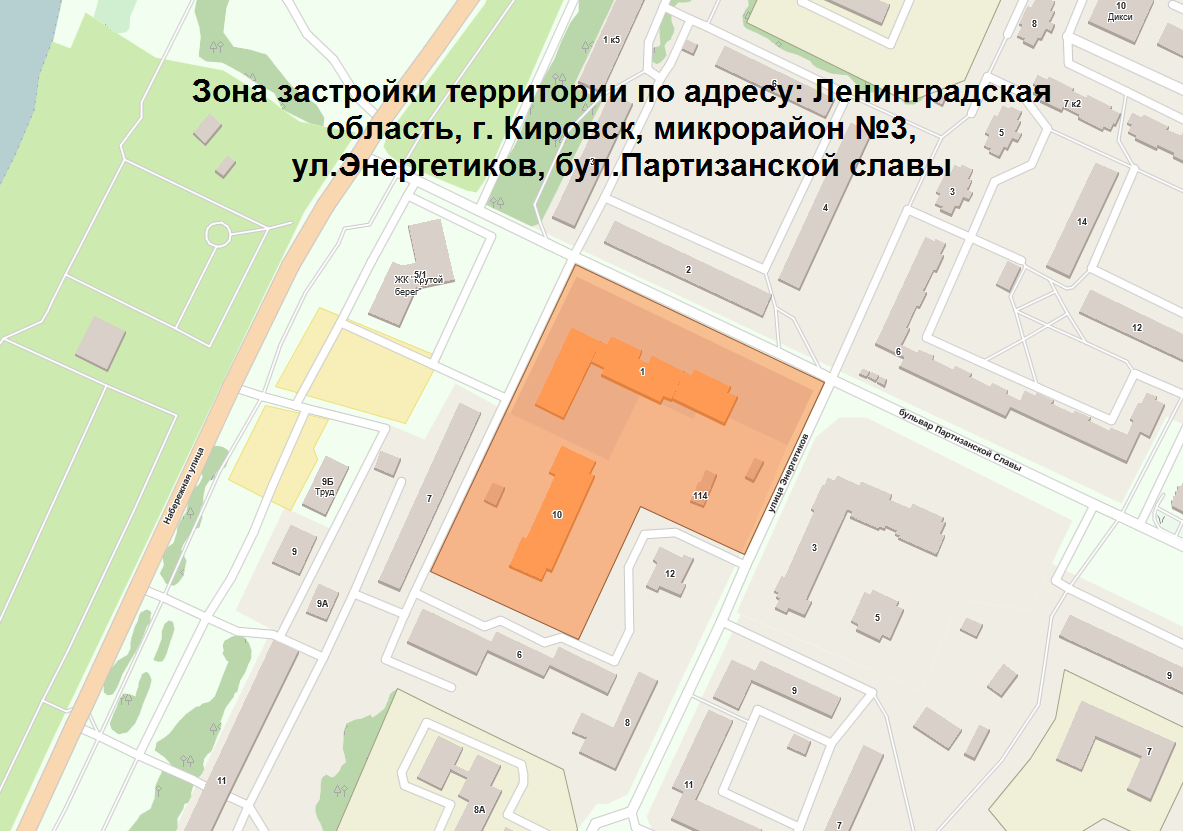 10
Дикси
8
1 к5
6
Зона застройки территории по адресу: Ленинградская
область, г. Кировск, микрорайон №3,
ул.Энергетиков, бул.Партизанской славы
7 к2
5
3
3
4
14
2
5/1
ЖК "Крутой
берег"
12
6
1
бульвар Партизанской Славы
улица Энергетиков
Набережная улица
9Б
Труд
7
114
10
9
3
12
9А
5
6
9
9
8
7
11
11
8А
7